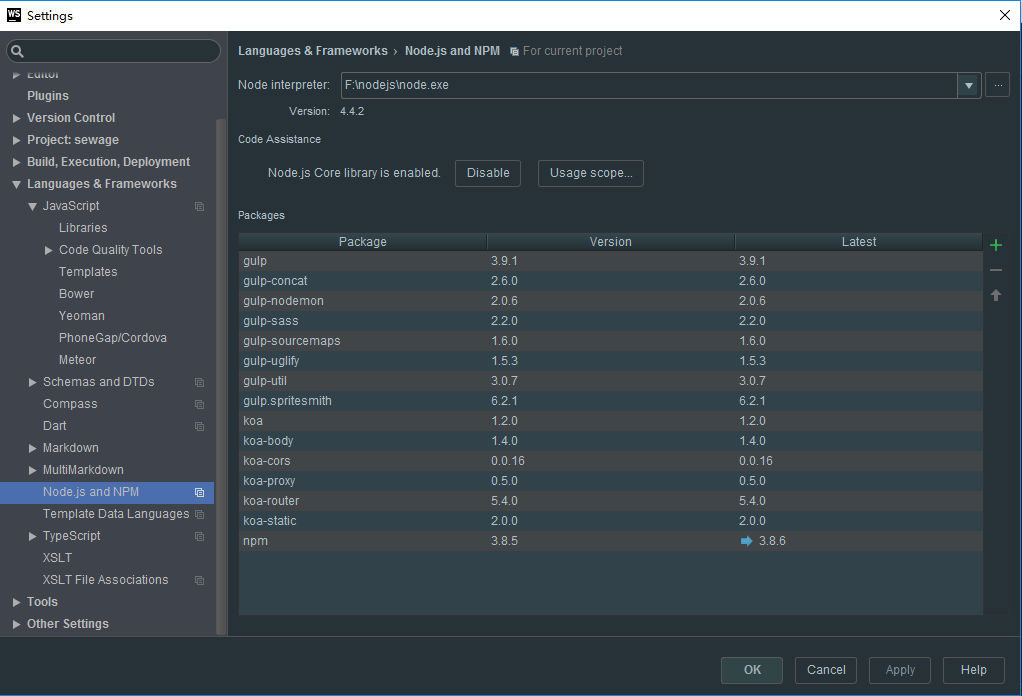 WS Settings
Languages & Frameworks › Node.js and NPM For current project
Editor
Plugins
Version Control
Project: sewage
Build, Execution, Deployment
Languages & Frameworks
JavaScript
Libraries
Code Quality Tools
Templates
Bower
Yeoman
PhoneGap/Cordova
Meteor
Schemas and DTDs
Compass
Dart
Markdown
MultiMarkdown
Node.js and NPM
Template Data Languages
TypeScript
XSLT
XSLT File Associations
Tools
Other Settings
Node interpreter: F:\nodejs\node.exe ...
Version: 4.4.2
Code Assistance
Node.js Core library is enabled. Disable Usage scope...
Packages
Package Version Latest
gulp 3.9.1 3.9.1
gulp-concat 2.6.0 2.6.0
gulp-nodemon 2.0.6 2.0.6
gulp-sass 2.2.0 2.2.0
gulp-sourcemaps 1.6.0 1.6.0
gulp-uglify 1.5.3 1.5.3
gulp-util 3.0.7 3.0.7
gulp.spritesmith 6.2.1 6.2.1
koa 1.2.0 1.2.0
koa-body 1.4.0 1.4.0
koa-cors 0.0.16 0.0.16
koa-proxy 0.5.0 0.5.0
koa-router 5.4.0 5.4.0
koa-static 2.0.0 2.0.0
npm 3.8.5 3.8.6
OK Cancel Apply Help